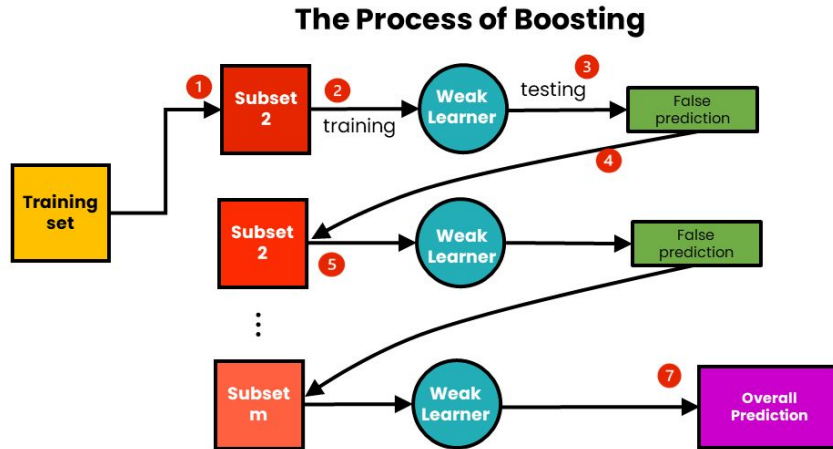 The Process of Boosting
1
2
3
Subset
2
training
Weak
Learner
testing
False
prediction
4
Training
set
Subset
2
5
Weak
Learner
False
prediction
Subset
m
Weak
Learner
7
Overall
Prediction